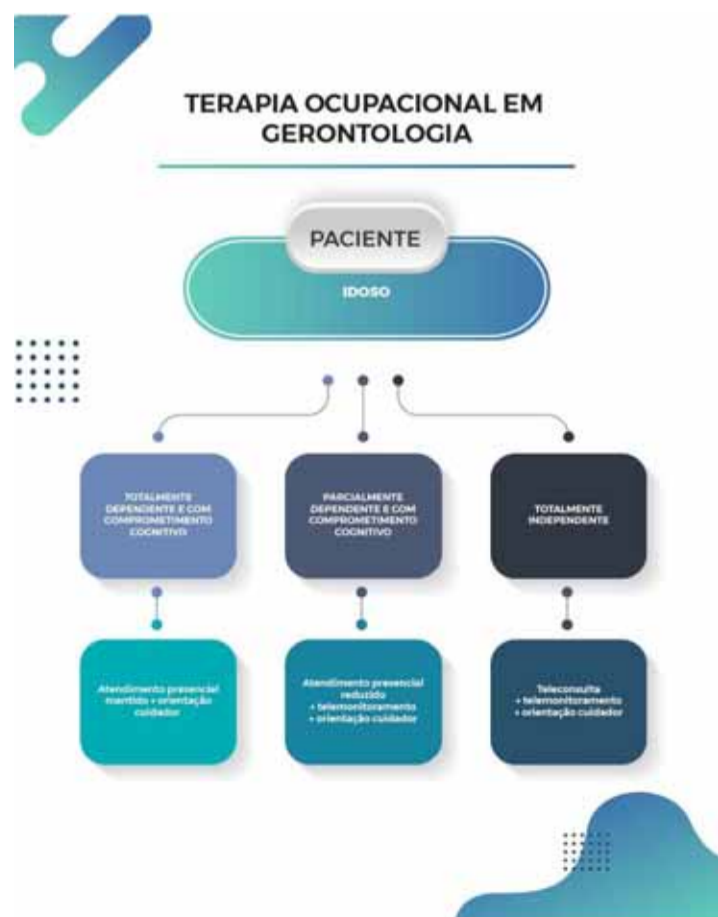 TERAPIA OCUPACIONAL EM
GERONTOLOGIA
PACIENTE
IDOSO
TOTALMENTE
DEPENDENTE E COM
COMPROMETIMENTO
COGNITIVO
PARCIALMENTE
DEPENDENTE E COM
COMPROMETIMENTO
COGNITIVO
TOTALMENTE
INDEPENDENTE
Atendimento presencial
mantido + orientação
cuidador
Atendimento presencial
reduzido
+ telemonitoramento
+ orientação cuidador
Teleconsulta
+ telemonitoramento
+ orientação cuidador